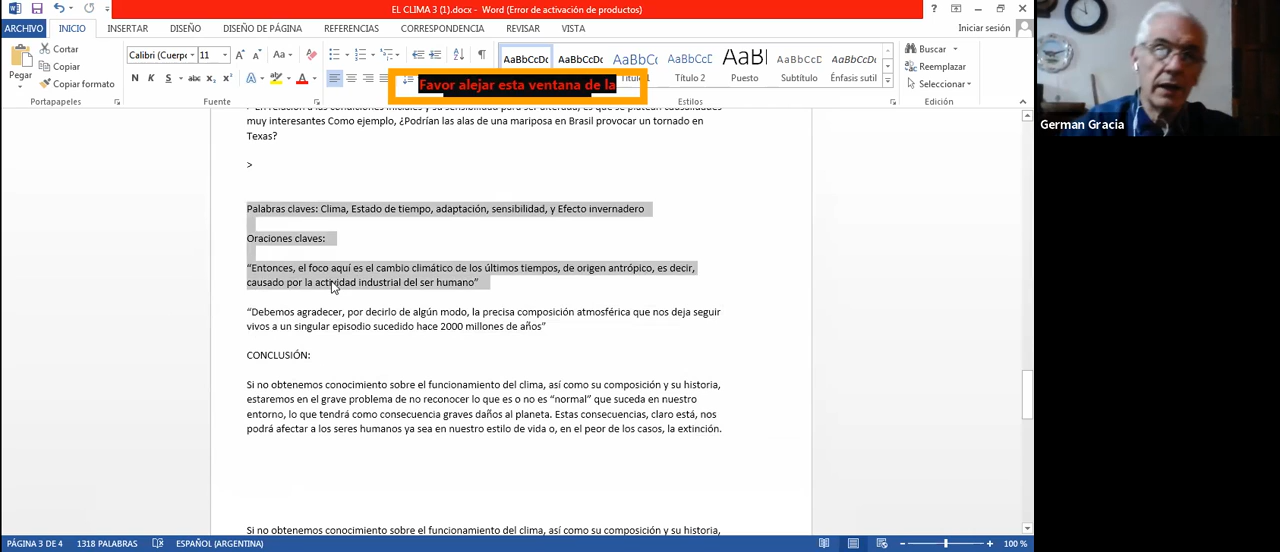 EL CLIMA 3 (1).docx - Word (Error de activación de productos)
ARCHIVO INICIO INSERTAR DISEÑO DISEÑO DE PÁGINA REFERENCIAS CORRESPONDENCIA REVISAR VISTA Iniciar sesión
Pegar
Cortar
Copiar
Copiar formato
Portapapeles
Calibri (Cuerpo 11
Fuente
AaBbCcDc AaBbCcDc AaBbCc AaBbCcD AaBbl AaBbCcD AaBbCcDc
Título 1 Título 2 Puesto Subtítulo Énfasis sutil
Estilos
Buscar
Reemplazar
Seleccionar
Edición
Favor alejar esta ventana de la
German Gracia
muy interesantes Como ejemplo, ¿Podrían las alas de una mariposa en Brasil provocar un tornado en
Texas?
>
Palabras claves: Clima, Estado de tiempo, adaptación, sensibilidad, y Efecto invernadero
Oraciones claves:
“Entonces, el foco aquí es el cambio climático de los últimos tiempos, de origen antrópico, es decir,
causado por la actividad industrial del ser humano”
“Debemos agradecer, por decirlo de algún modo, la precisa composición atmosférica que nos deja seguir
vivos a un singular episodio sucedido hace 2000 millones de años”
CONCLUSIÓN:
Si no obtenemos conocimiento sobre el funcionamiento del clima, así como su composición y su historia,
estaremos en el grave problema de no reconocer lo que es o no es “normal” que suceda en nuestro
entorno, lo que tendrá como consecuencia graves daños al planeta. Estas consecuencias, claro está, nos
podrá afectar a los seres humanos ya sea en nuestro estilo de vida o, en el peor de los casos, la extinción.
Si no obtenemos conocimiento sobre el funcionamiento del clima, así como su composición y su historia,
PÁGINA 3 DE 4 1318 PALABRAS ESPAÑOL (ARGENTINA) 100 %